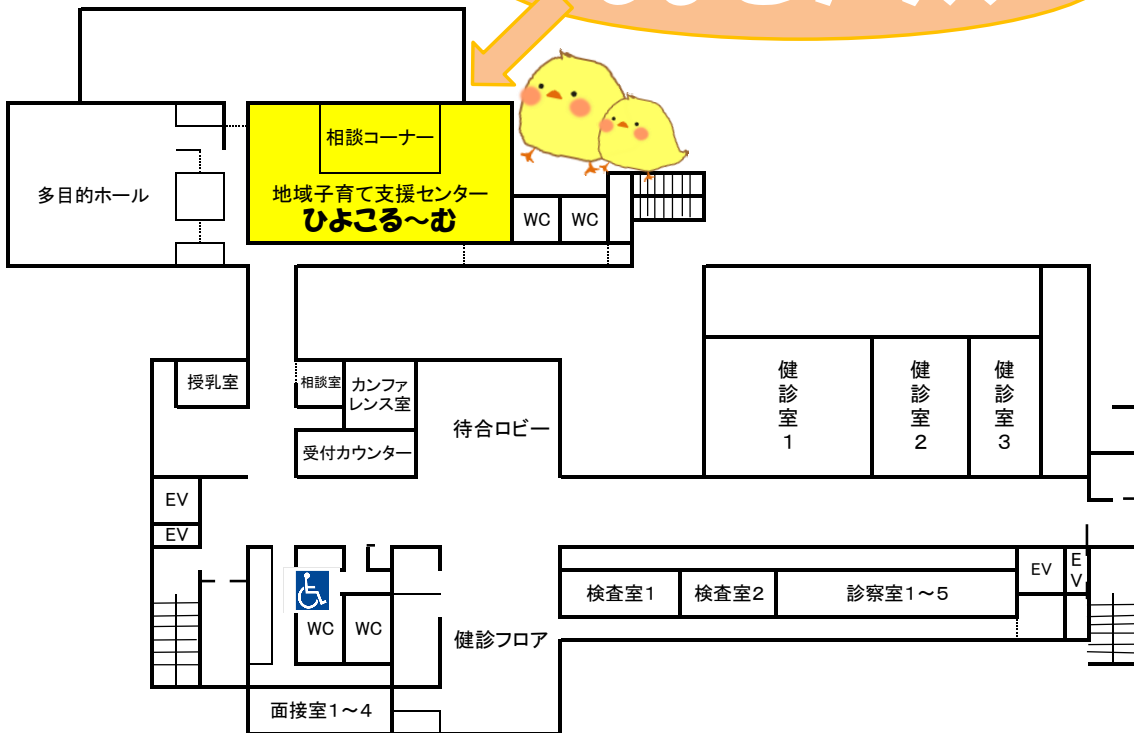 相談コーナー
多目的ホール
地域子育て支援センター
ひよこる～む
WC
WC
授乳室
相談室
カンファ
レンス室
待合ロビー
受付カウンター
健診室1
健診室2
健診室3
EV
EV
検査室1
検査室2
診察室1～5
EV
EV
WC
WC
健診フロア
面接室1～4